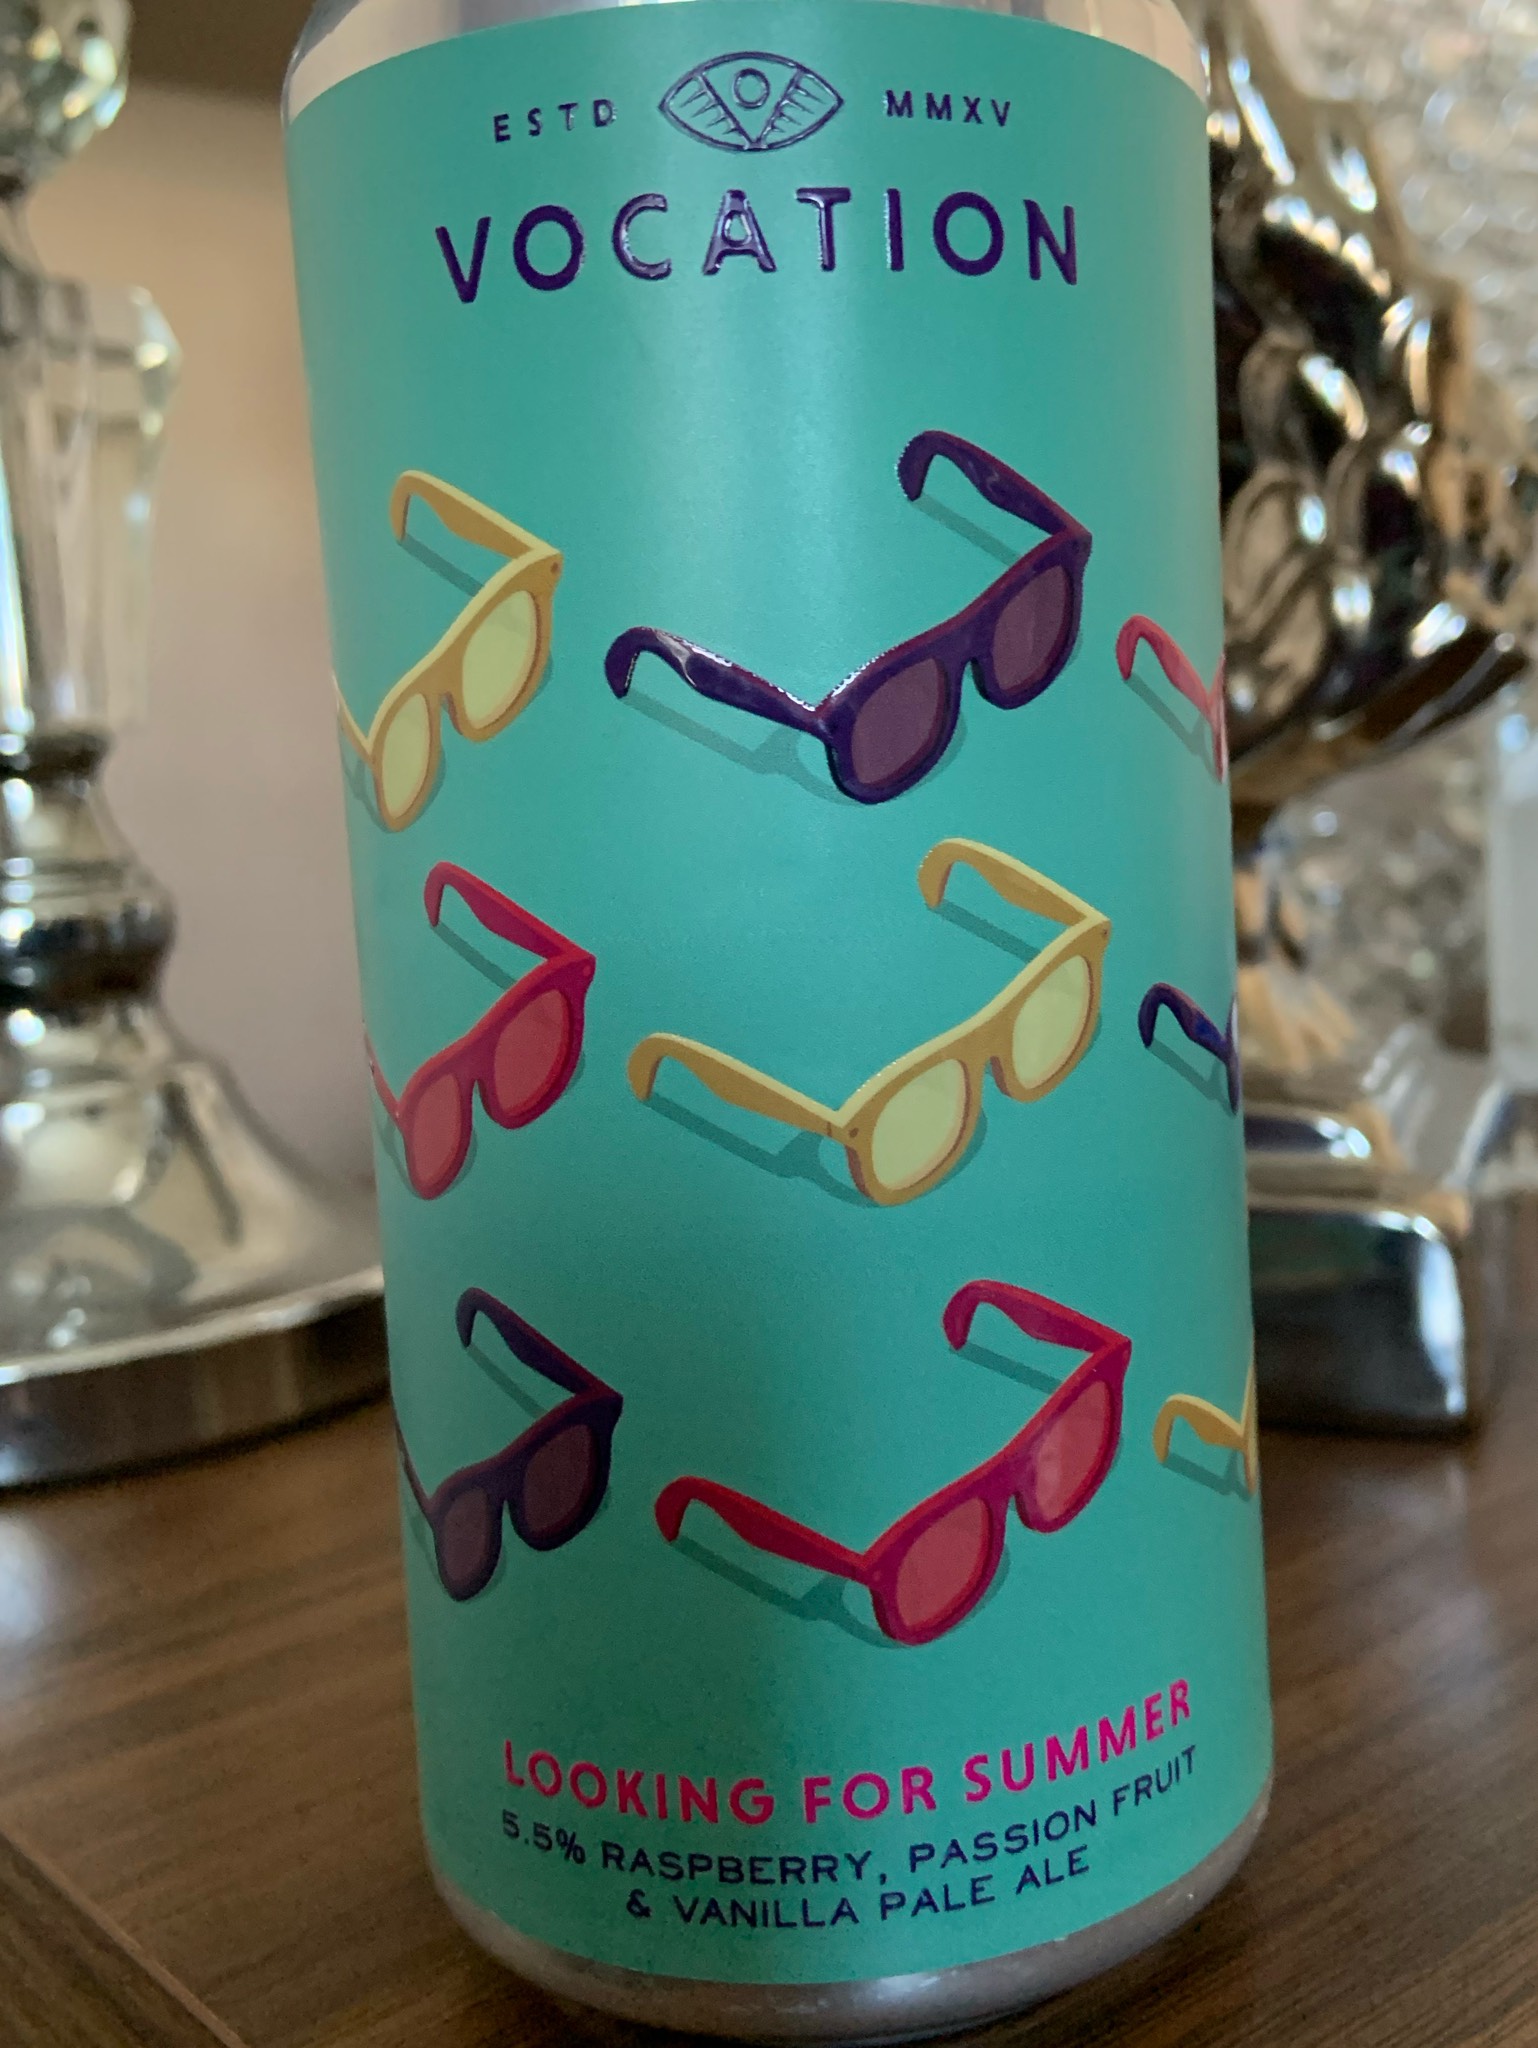 ESTD MMXV
VOCATION
LOOKING FOR SUMMER
5.5% RASPBERRY, PASSION FRUIT
& VANILLA PALE ALE